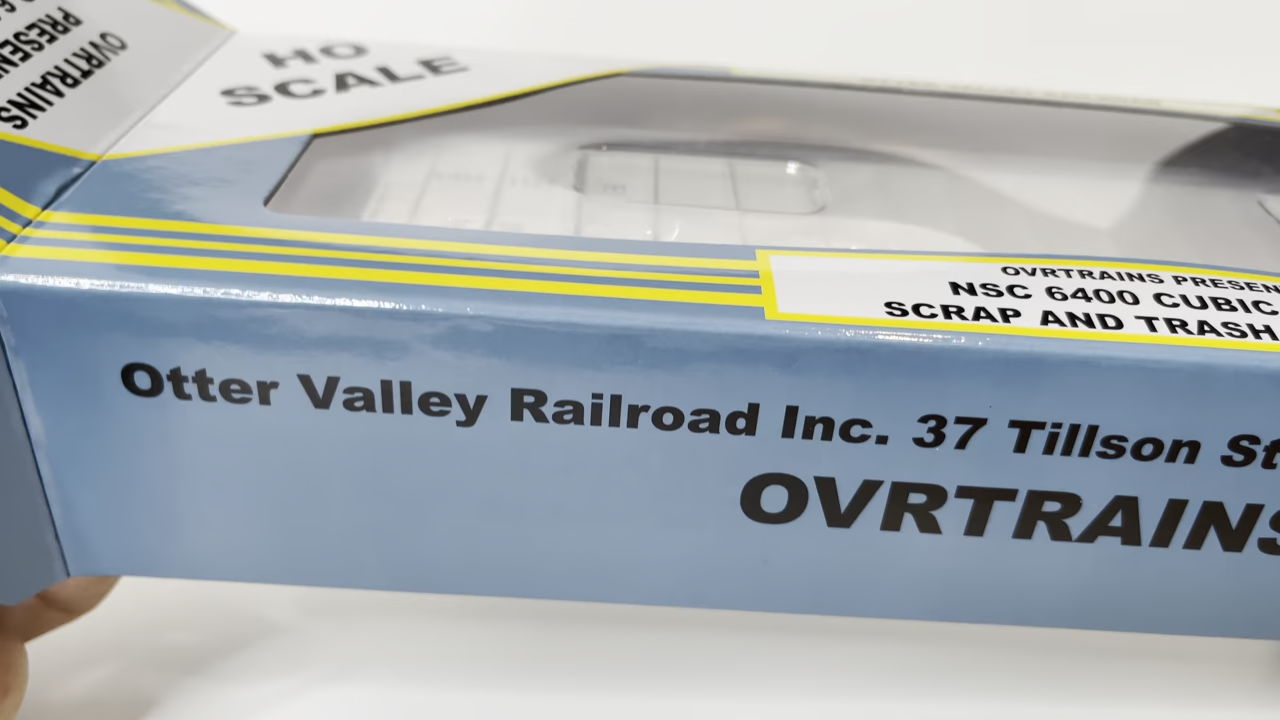 OVRTRAINS
PRESEN
HO
SCALE
OVRTRAINS PRESEN
NSC 6400 CUBIC
SCRAP AND TRASH
Otter Valley Railroad Inc. 37 Tillson St
OVRTRAINS